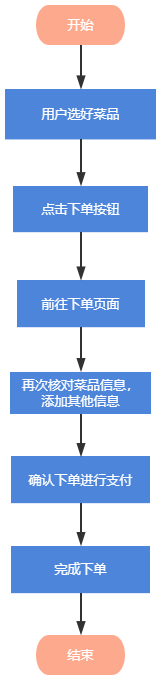 开始
用户选好菜品
点击下单按钮
前往下单页面
再次核对菜品信息，
添加其他信息
确认下单进行支付
完成下单
结束